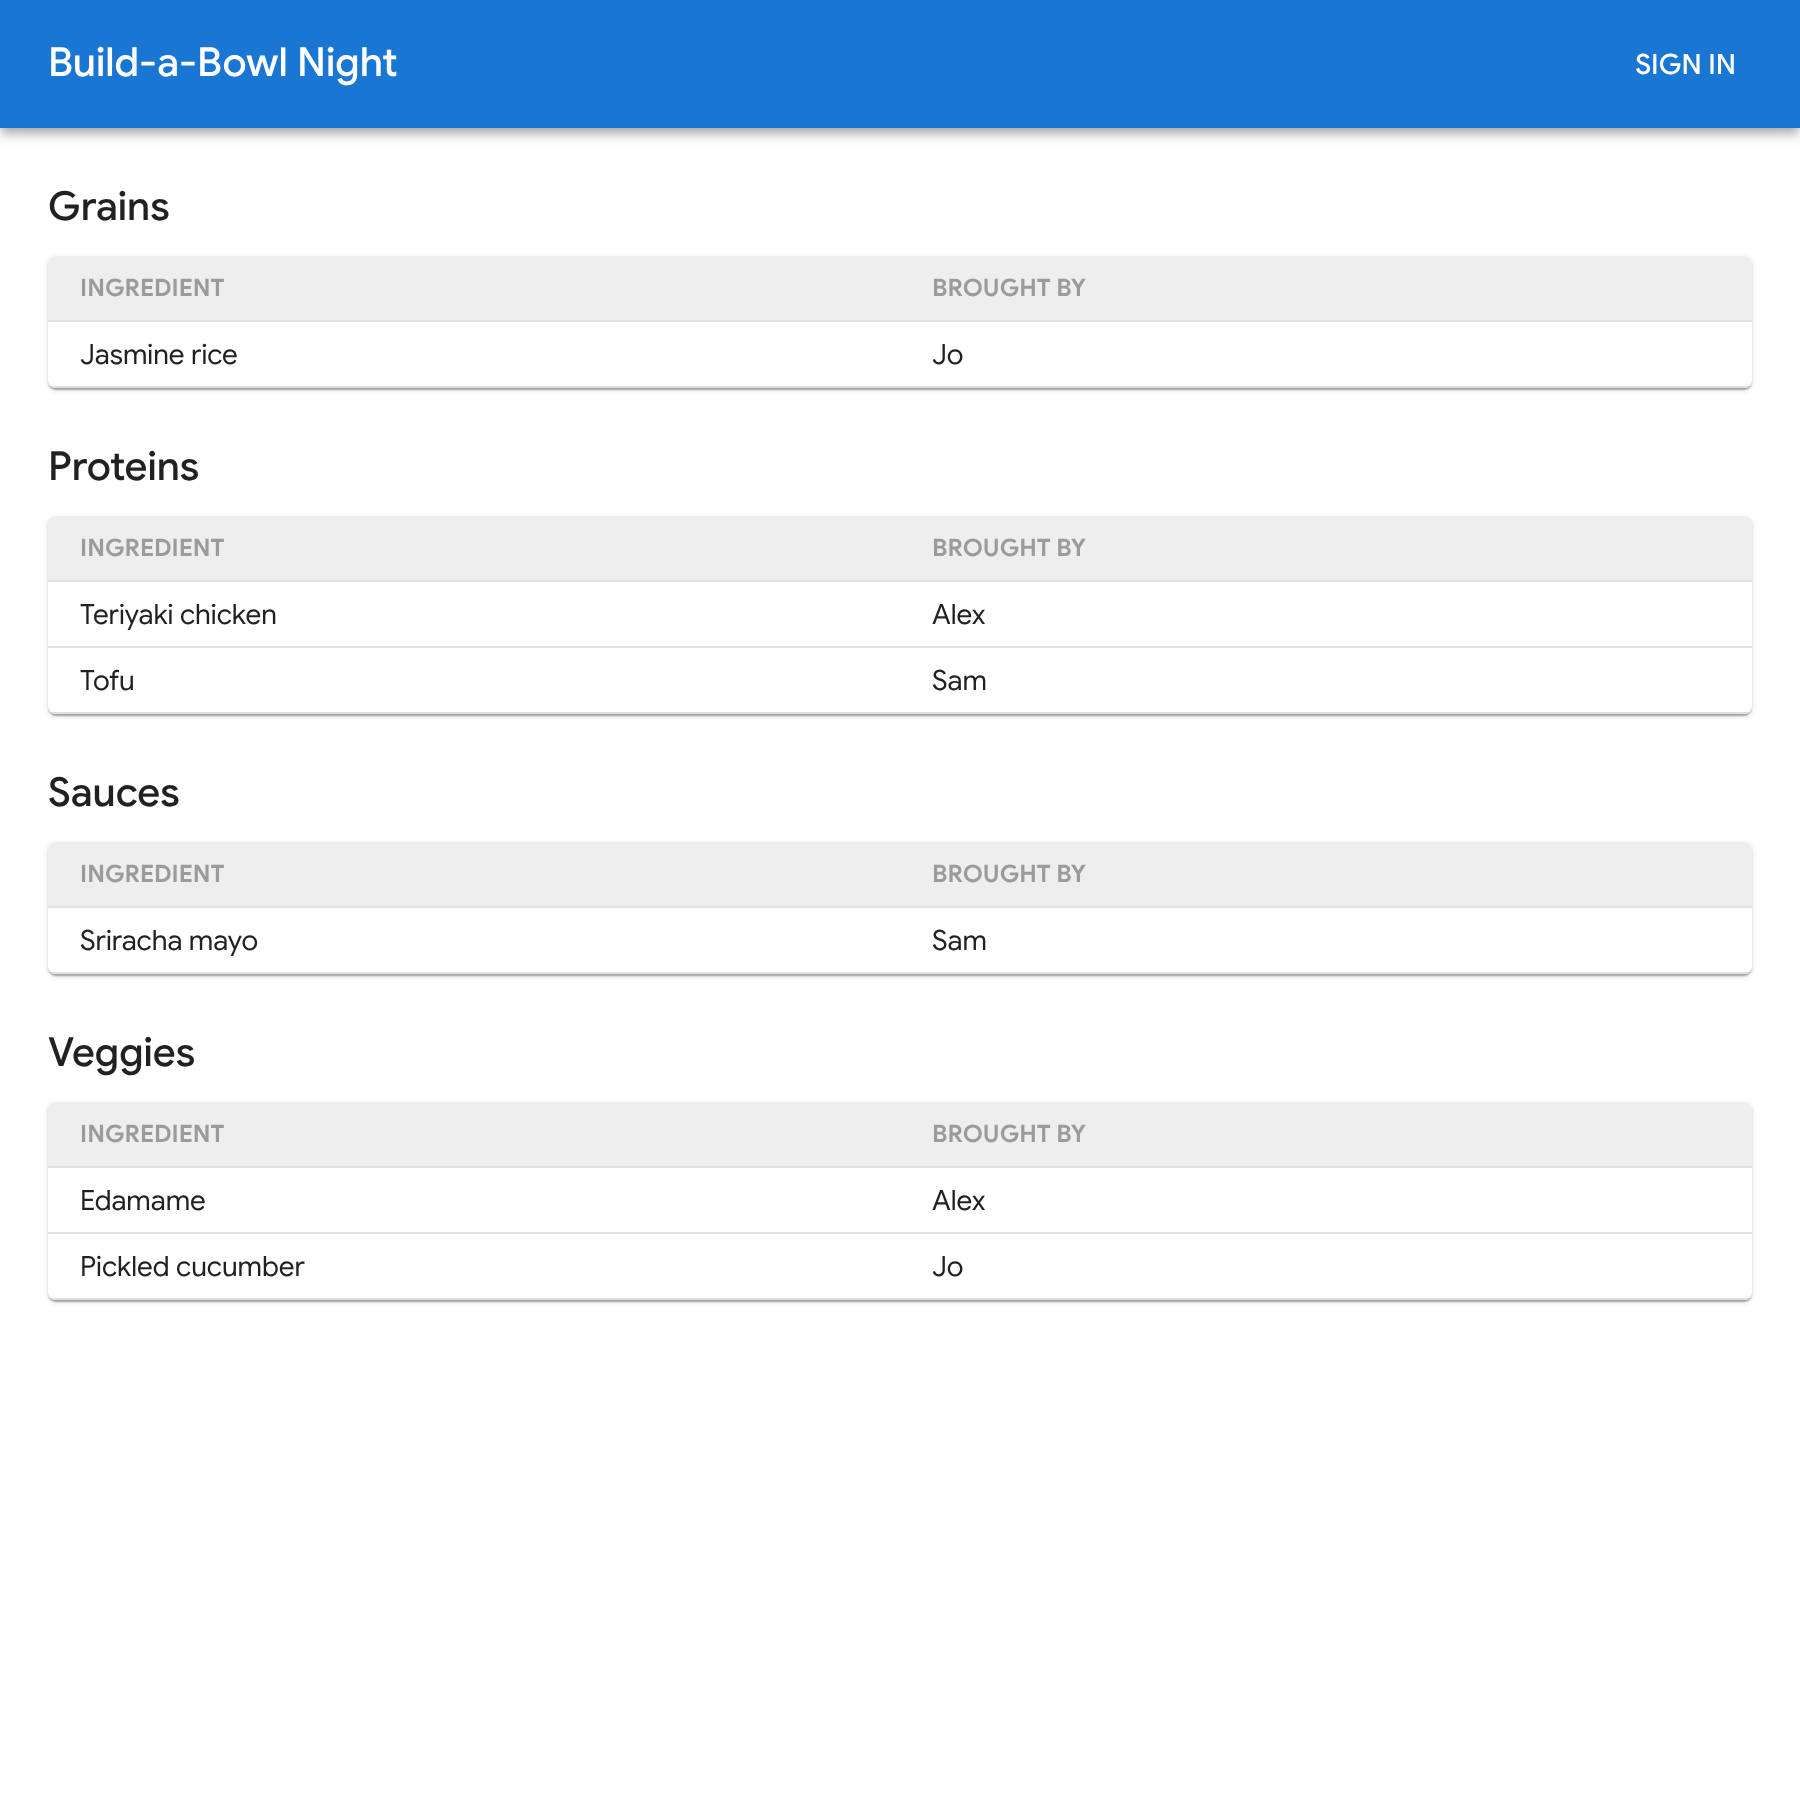 Build-a-Bowl Night SIGN IN
Grains
INGREDIENT BROUGHT BY
Jasmine rice Jo
Proteins
INGREDIENT BROUGHT BY
Teriyaki chicken Alex
Tofu Sam
Sauces
INGREDIENT BROUGHT BY
Sriracha mayo Sam
Veggies
INGREDIENT BROUGHT BY
Edamame Alex
Pickled cucumber Jo